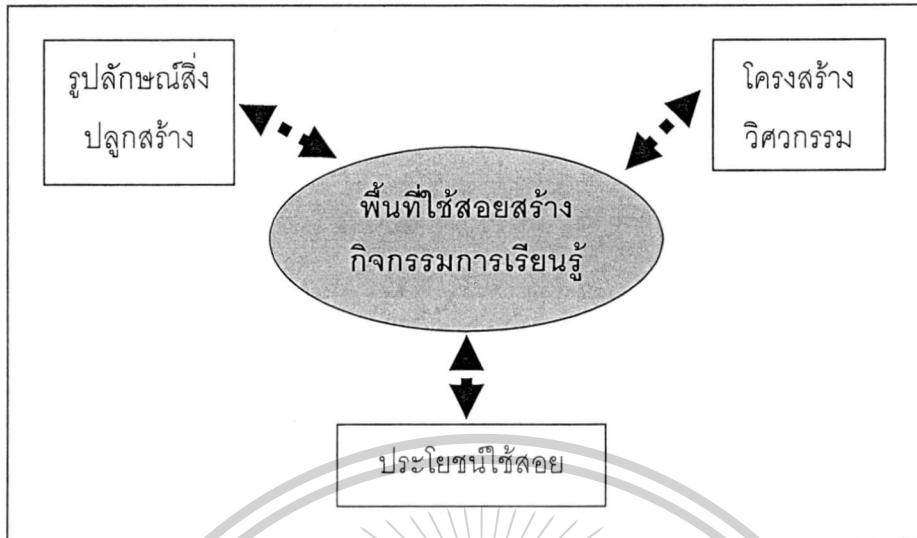 รูปลักษณ์สิ่ง
ปลูกสร้าง
โครงสร้าง
วิศวกรรม
พื้นที่ใช้สอยสร้าง
กิจกรรมการเรียนรู้
ประโยชน์ใช้สอย